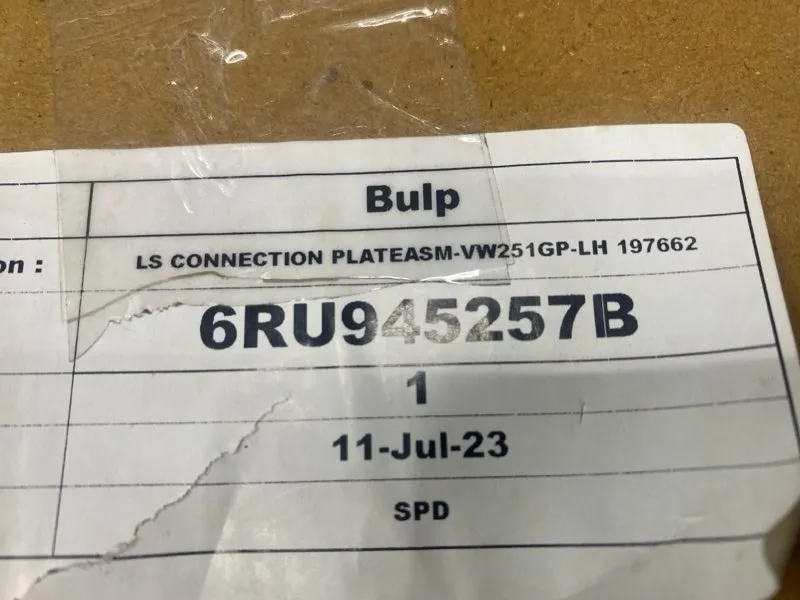 Bulp
on : LS CONNECTION PLATEASM-VW251GP-LH 197662
6RU945257B
1
11-Jul-23
SPD